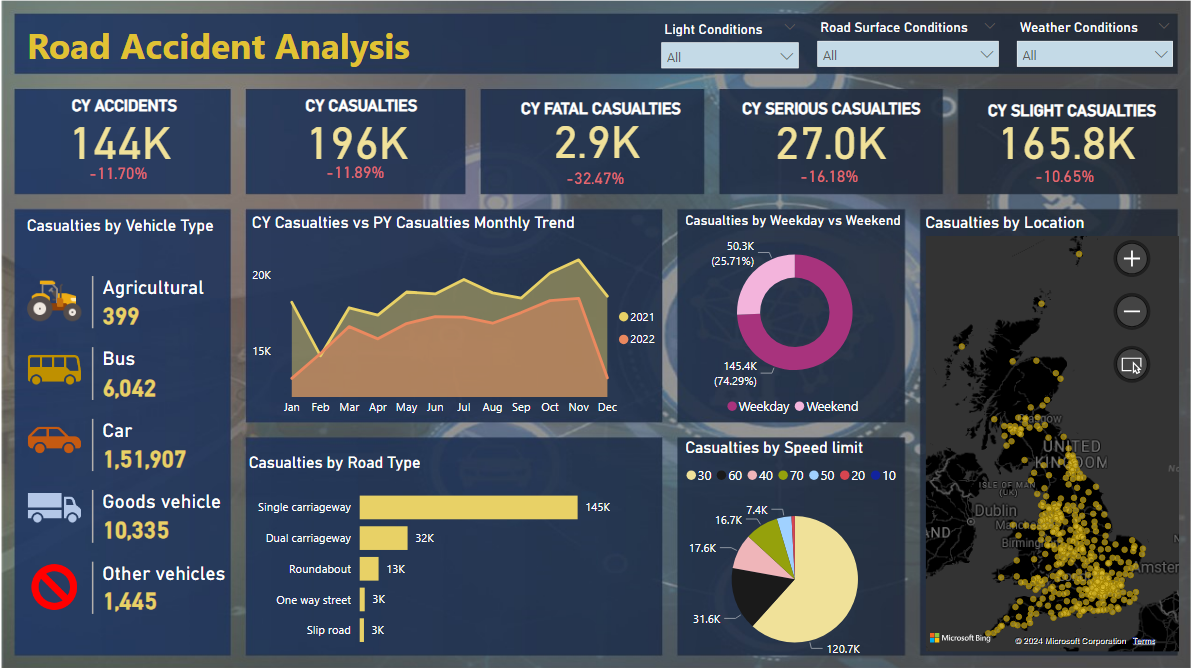 Road Accident Analysis
Light Conditions
All
Road Surface Conditions
All
Weather Conditions
All
CY ACCIDENTS
144K
-11.70%
CY CASUALTIES
196K
-11.89%
CY FATAL CASUALTIES
2.9K
-32.47%
CY SERIOUS CASUALTIES
27.0K
-16.18%
CY SLIGHT CASUALTIES
165.8K
-10.65%
Casualties by Vehicle Type
Agricultural
399
Bus
6,042
Car
1,51,907
Goods vehicle
10,335
Other vehicles
1,445
CY Casualties vs PY Casualties Monthly Trend
20K
15K
Jan Feb Mar Apr May Jun Jul Aug Sep Oct Nov Dec
2021
2022
Casualties by Road Type
Single carriageway 145K
Dual carriageway 32K
Roundabout 13K
One way street 3K
Slip road 3K
Casualties by Weekday vs Weekend
50.3K
(25.71%)
145.4K
(74.29%)
Weekday Weekend
Casualties by Speed limit
30 60 40 70 50 20 10
7.4K
16.7K
17.6K
31.6K
120.7K
Casualties by Location
UNITED
KINGDOM
ISLE OF MAN
(UK)
Dublin
Microsoft Bing
© 2024 Microsoft Corporation Terms